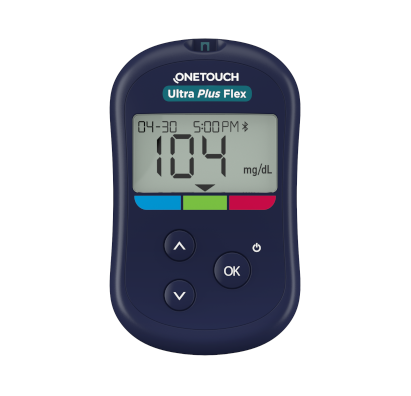 ONETOUCH
Ultra Plus Flex
04-30 5:00PM
104 mg/dL
OK